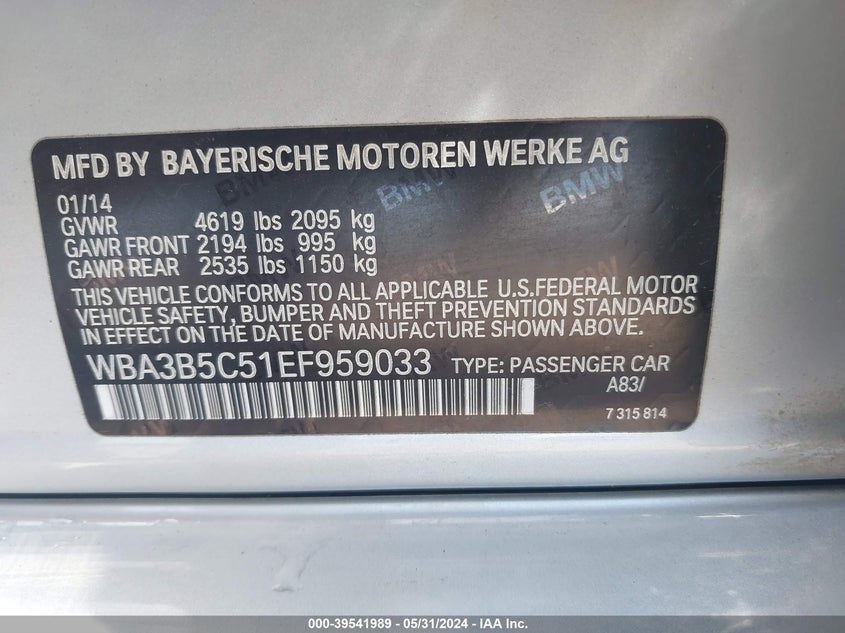 MFD BY BAYERISCHE MOTOREN WERKE AG
01/14
GVWR 4619 lbs 2095 kg
GAWR FRONT 2194 lbs 995 kg
GAWR REAR 2535 lbs 1150 kg
THIS VEHICLE CONFORMS TO ALL APPLICABLE U.S.FEDERAL MOTOR
VEHICLE SAFETY, BUMPER AND THEFT PREVENTION STANDARDS
IN EFFECT ON THE DATE OF MANUFACTURE SHOWN ABOVE.
WBA3B5C51EF959033 TYPE: PASSENGER CAR
A83/
7 315 814
000-39541989 / 05/31/2024 - IAA Inc.